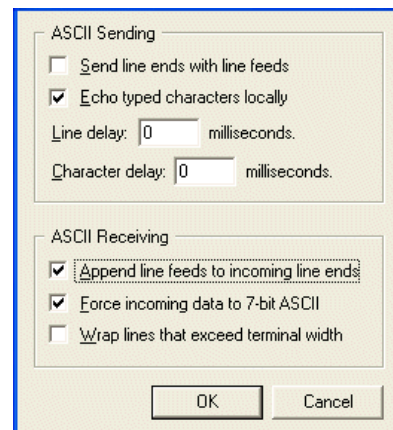 ASCII Sending
Send line ends with line feeds
Echo typed characters locally
Line delay: 0 milliseconds.
Character delay: 0 milliseconds.
ASCII Receiving
Append line feeds to incoming line ends
Force incoming data to 7-bit ASCII
Wrap lines that exceed terminal width
OK Cancel